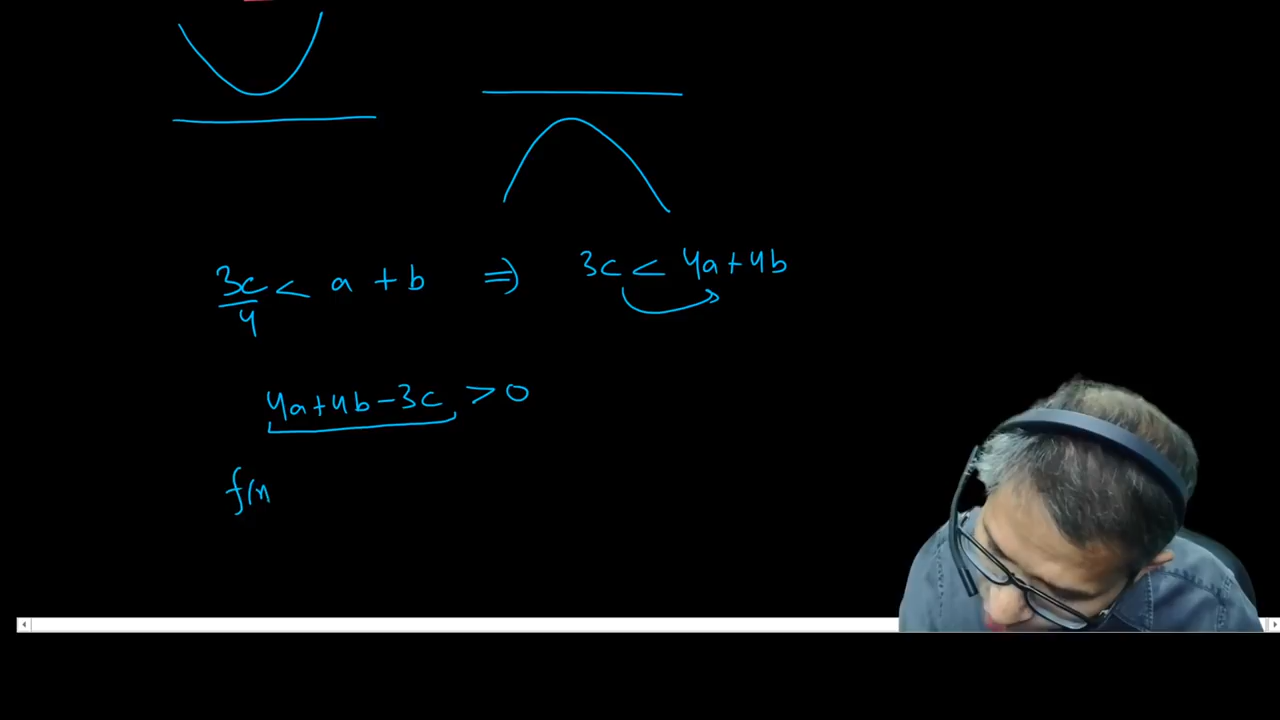 3c/4 < a + b ⇒ 3c < 4a+4b
4a+4b-3c > 0
f(x